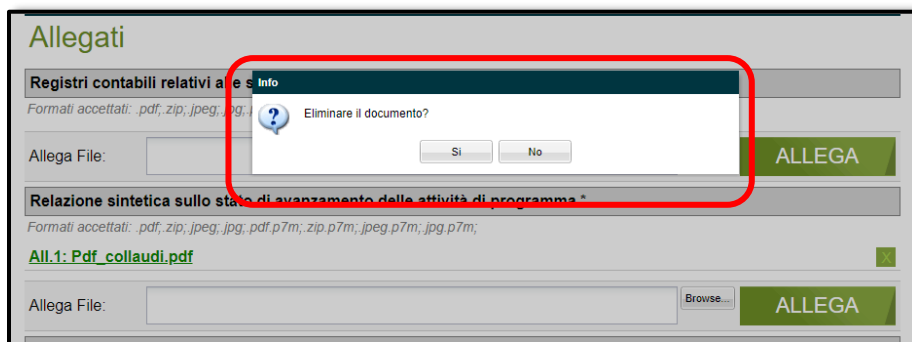 Allegati
Registri contabili relativi alle s
Info
Formati accettati: .pdf;.zip;.jpeg;.jpg;
Eliminare il documento?
Si No
Allega File: ALLEGA
Relazione sintetica sullo stato di avanzamento delle attività di programma *
Formati accettati: .pdf;.zip;.jpeg;.jpg;.pdf.p7m;.zip.p7m;.jpeg.p7m;.jpg.p7m;
All.1: Pdf_collaudi.pdf X
Allega File: Browse... ALLEGA